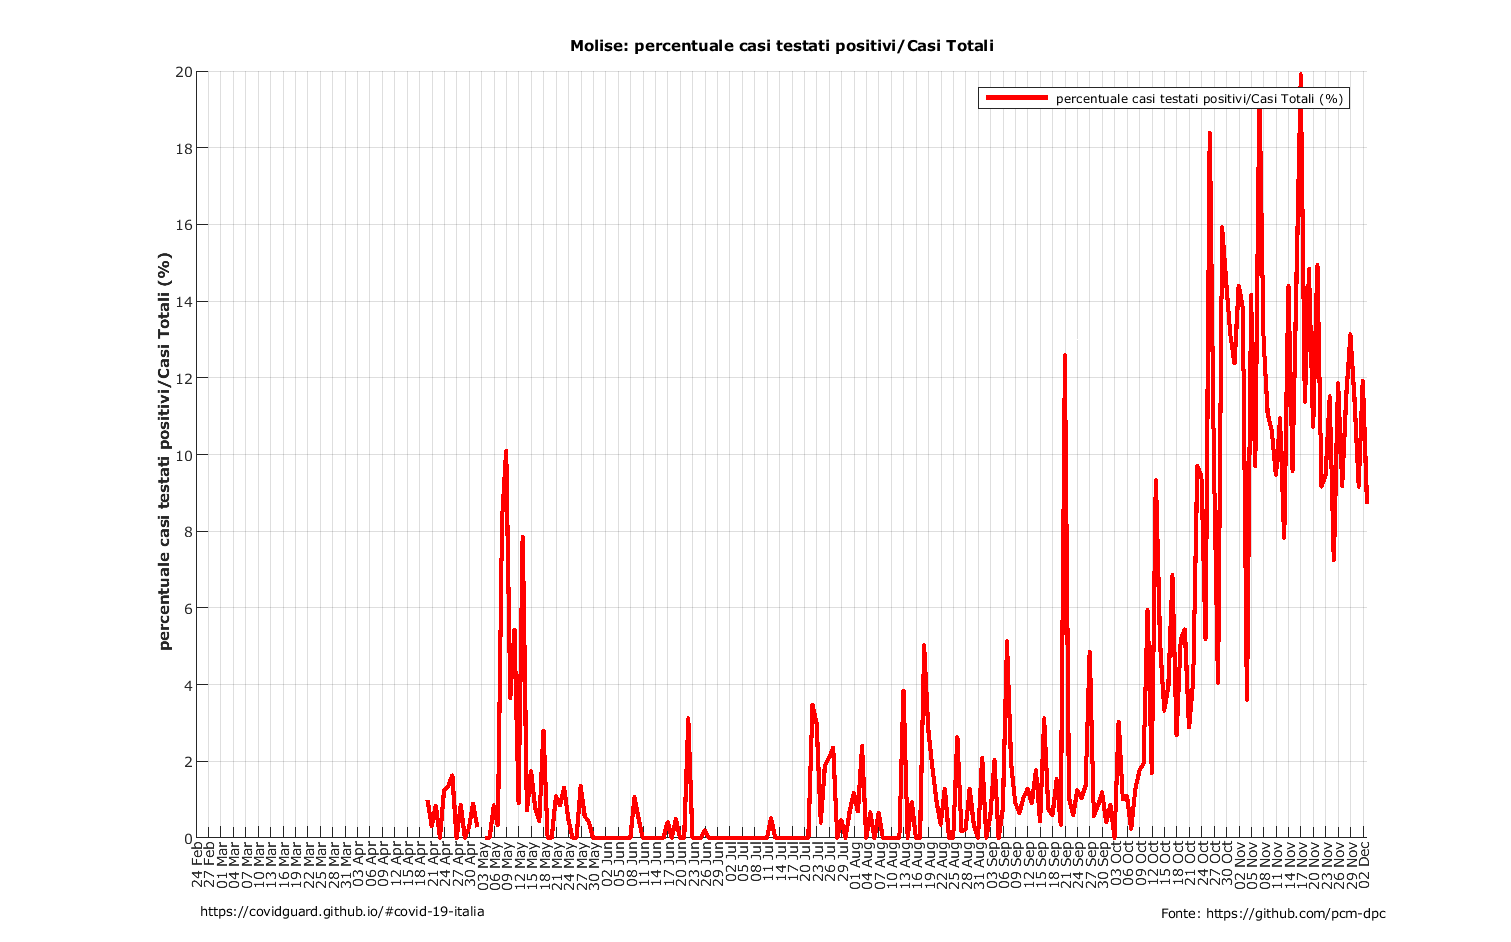 Molise: percentuale casi testati positivi/Casi Totali
percentuale casi testati positivi/Casi Totali (%)
percentuale casi testati positivi/Casi Totali (%)
20
18
16
14
12
10
8
6
4
2
0
24 Feb
27 Feb
01 Mar
04 Mar
07 Mar
10 Mar
13 Mar
16 Mar
19 Mar
22 Mar
25 Mar
28 Mar
31 Mar
03 Apr
06 Apr
09 Apr
12 Apr
15 Apr
18 Apr
21 Apr
24 Apr
27 Apr
30 Apr
03 May
06 May
09 May
12 May
15 May
18 May
21 May
24 May
27 May
30 May
02 Jun
05 Jun
08 Jun
11 Jun
14 Jun
17 Jun
20 Jun
23 Jun
26 Jun
29 Jun
02 Jul
05 Jul
08 Jul
11 Jul
14 Jul
17 Jul
20 Jul
23 Jul
26 Jul
29 Jul
01 Aug
04 Aug
07 Aug
10 Aug
13 Aug
16 Aug
19 Aug
22 Aug
25 Aug
28 Aug
31 Aug
03 Sep
06 Sep
09 Sep
12 Sep
15 Sep
18 Sep
21 Sep
24 Sep
27 Sep
30 Sep
03 Oct
06 Oct
09 Oct
12 Oct
15 Oct
18 Oct
21 Oct
24 Oct
27 Oct
30 Oct
02 Nov
05 Nov
08 Nov
11 Nov
14 Nov
17 Nov
20 Nov
23 Nov
26 Nov
29 Nov
02 Dec
https://covidguard.github.io/#covid-19-italia
Fonte: https://github.com/pcm-dpc